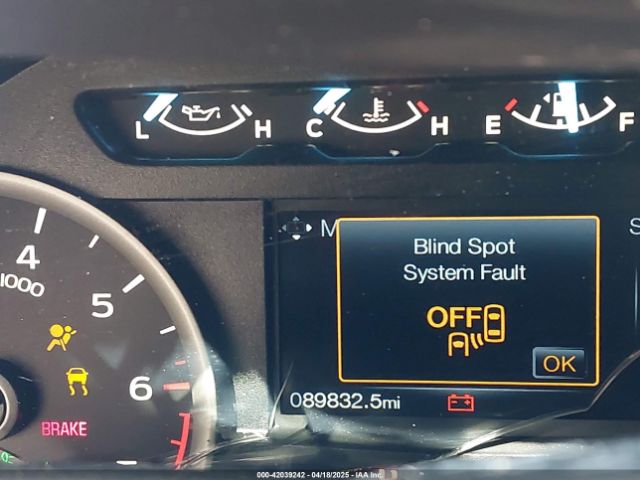 L H C H E F
M S
4
x1000
5
6
BRAKE
Blind Spot
System Fault
OFF
OK
089832.5mi
000-42039242 - 04/18/2025 - IAA Inc.